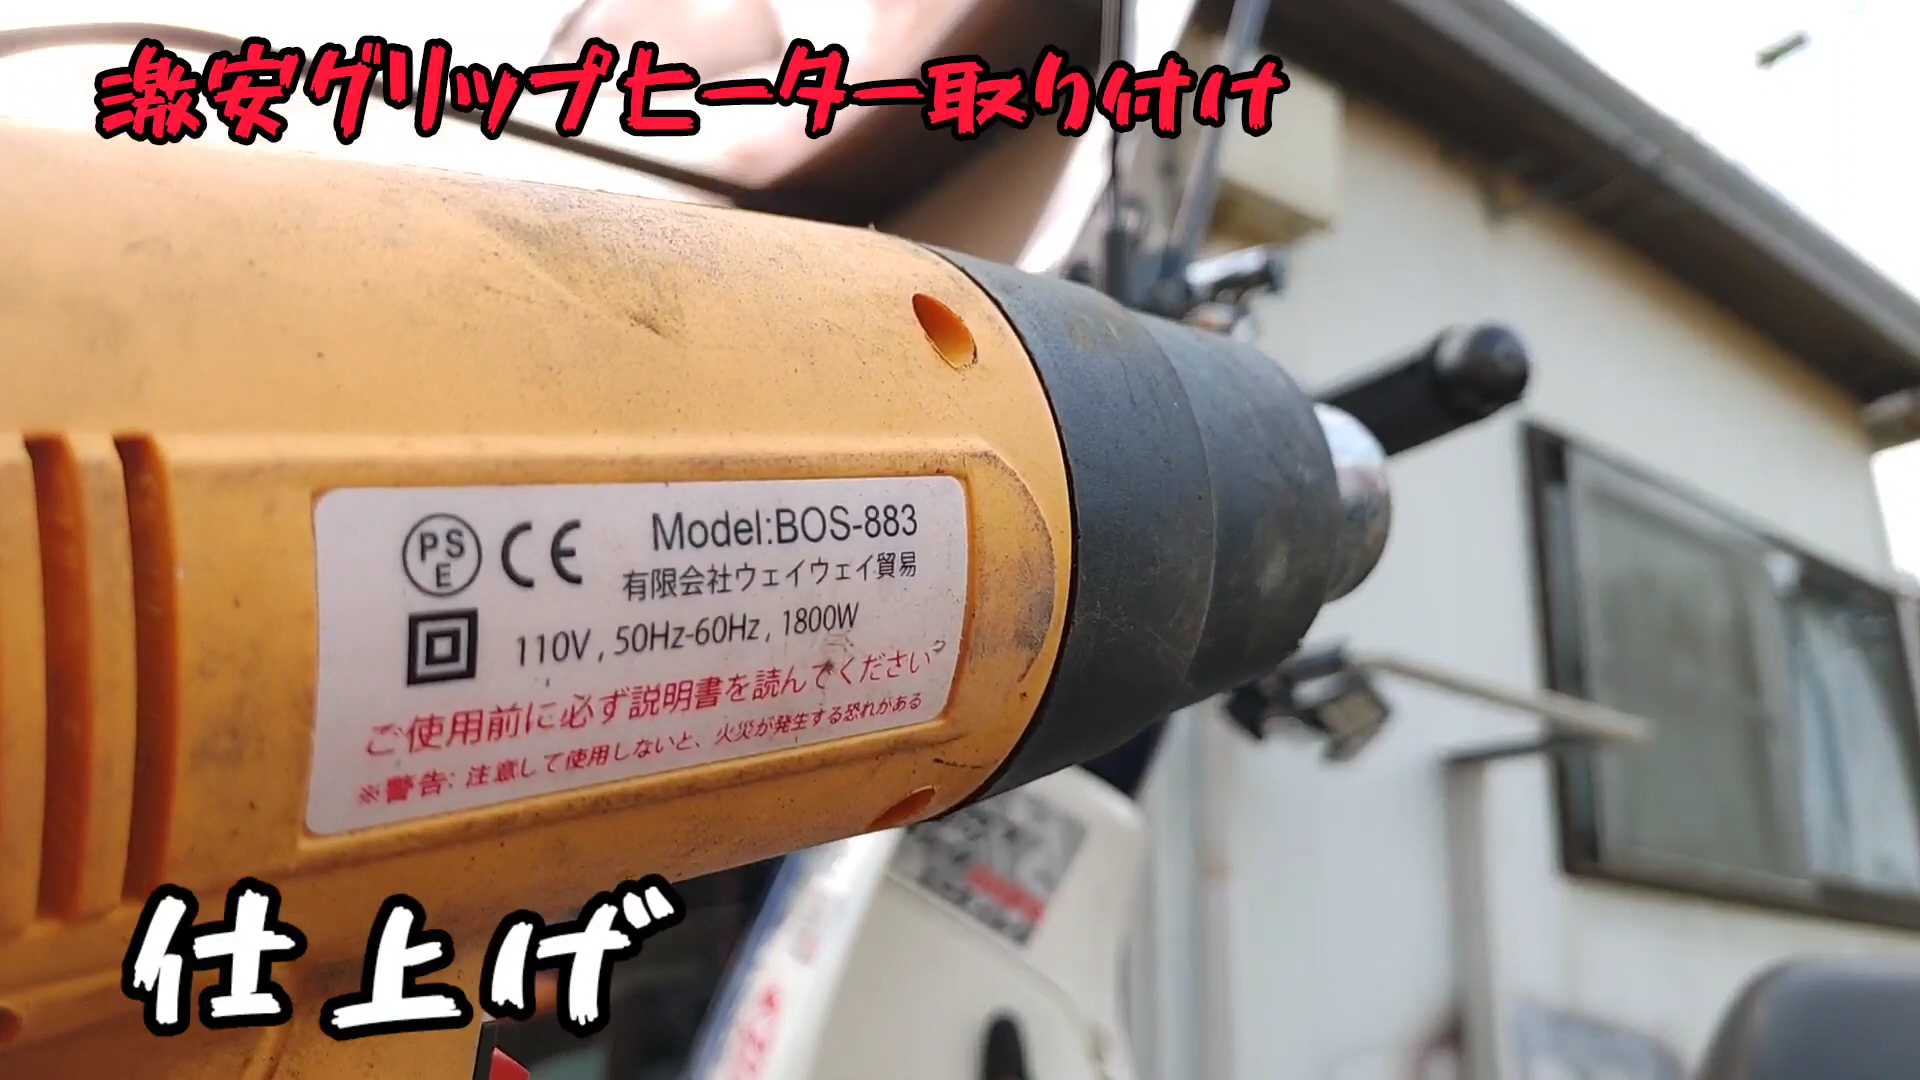 激安グリップヒーター取り付け
PSE CE Model:BOS-883
有限会社ウェイウェイ貿易
110V , 50Hz-60Hz , 1800W
ご使用前に必ず説明書を読んでください。
※警告: 注意して使用しないと、火災が発生する恐れがある
仕上げ